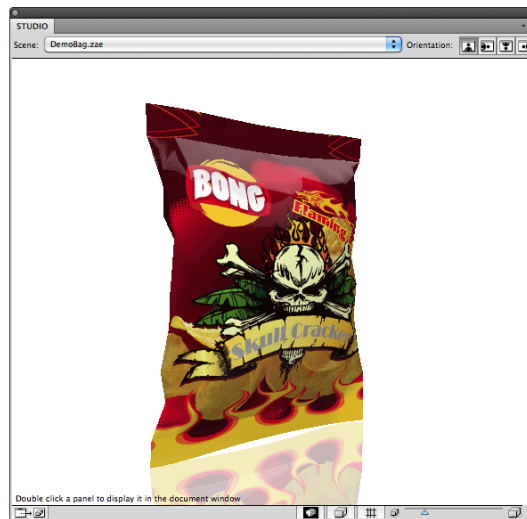 STUDIO
Scene: DemoBag.zae Orientation:
BONG
Flaming
Skull Cracker
Double click a panel to display it in the document window